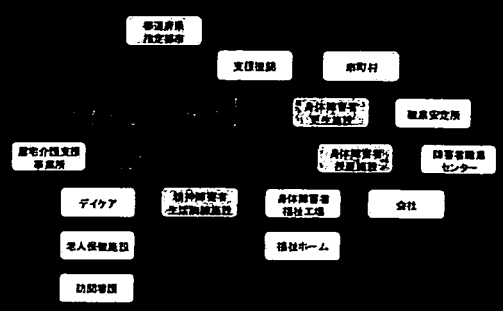 都道府県
指定都市
支援機関
市町村
身体障害者
更生施設
職業安定所
居宅介護支援
事業所
身体障害者
授産施設
障害者職業
センター
デイケア
精神障害者
生活訓練施設
身体障害者
福祉工場
会社
老人保健施設
福祉ホーム
訪問看護